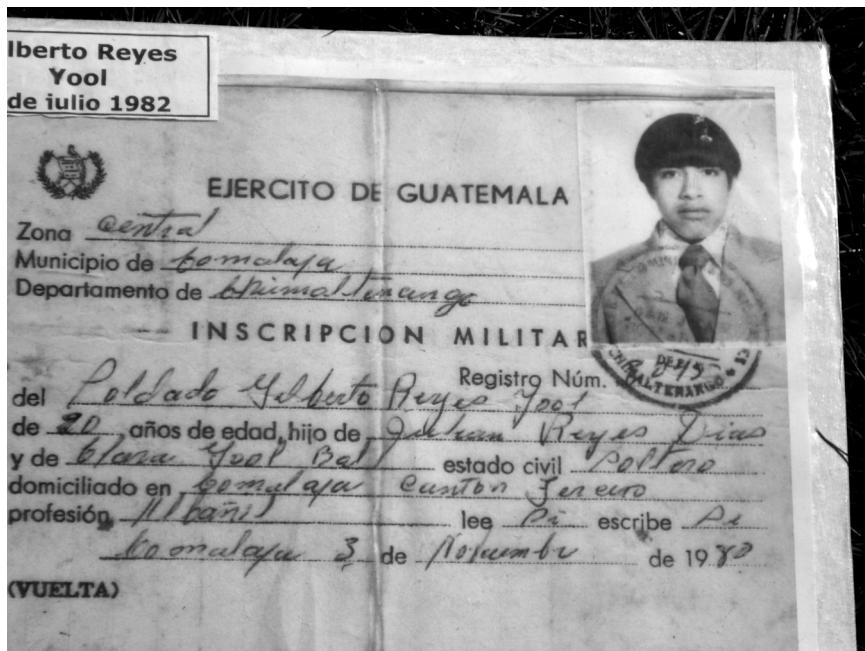 lberto Reyes
Yool
de julio 1982
EJERCITO DE GUATEMALA
Zona Central
Municipio de Comalapa
Departamento de Chimaltenango
INSCRIPCION MILITAR
Registro Núm.
del Soldado Gilberto Reyes Yool
de 20 años de edad, hijo de Julian Reyes Dias
y de Clara Yool Bal estado civil Soltero
domiciliado en Comalapa Canton Tercero
profesión Albañil lee Si escribe Si
Comalapa 3 de Noviembre de 1980
(VUELTA)
CHIMALTENANGO